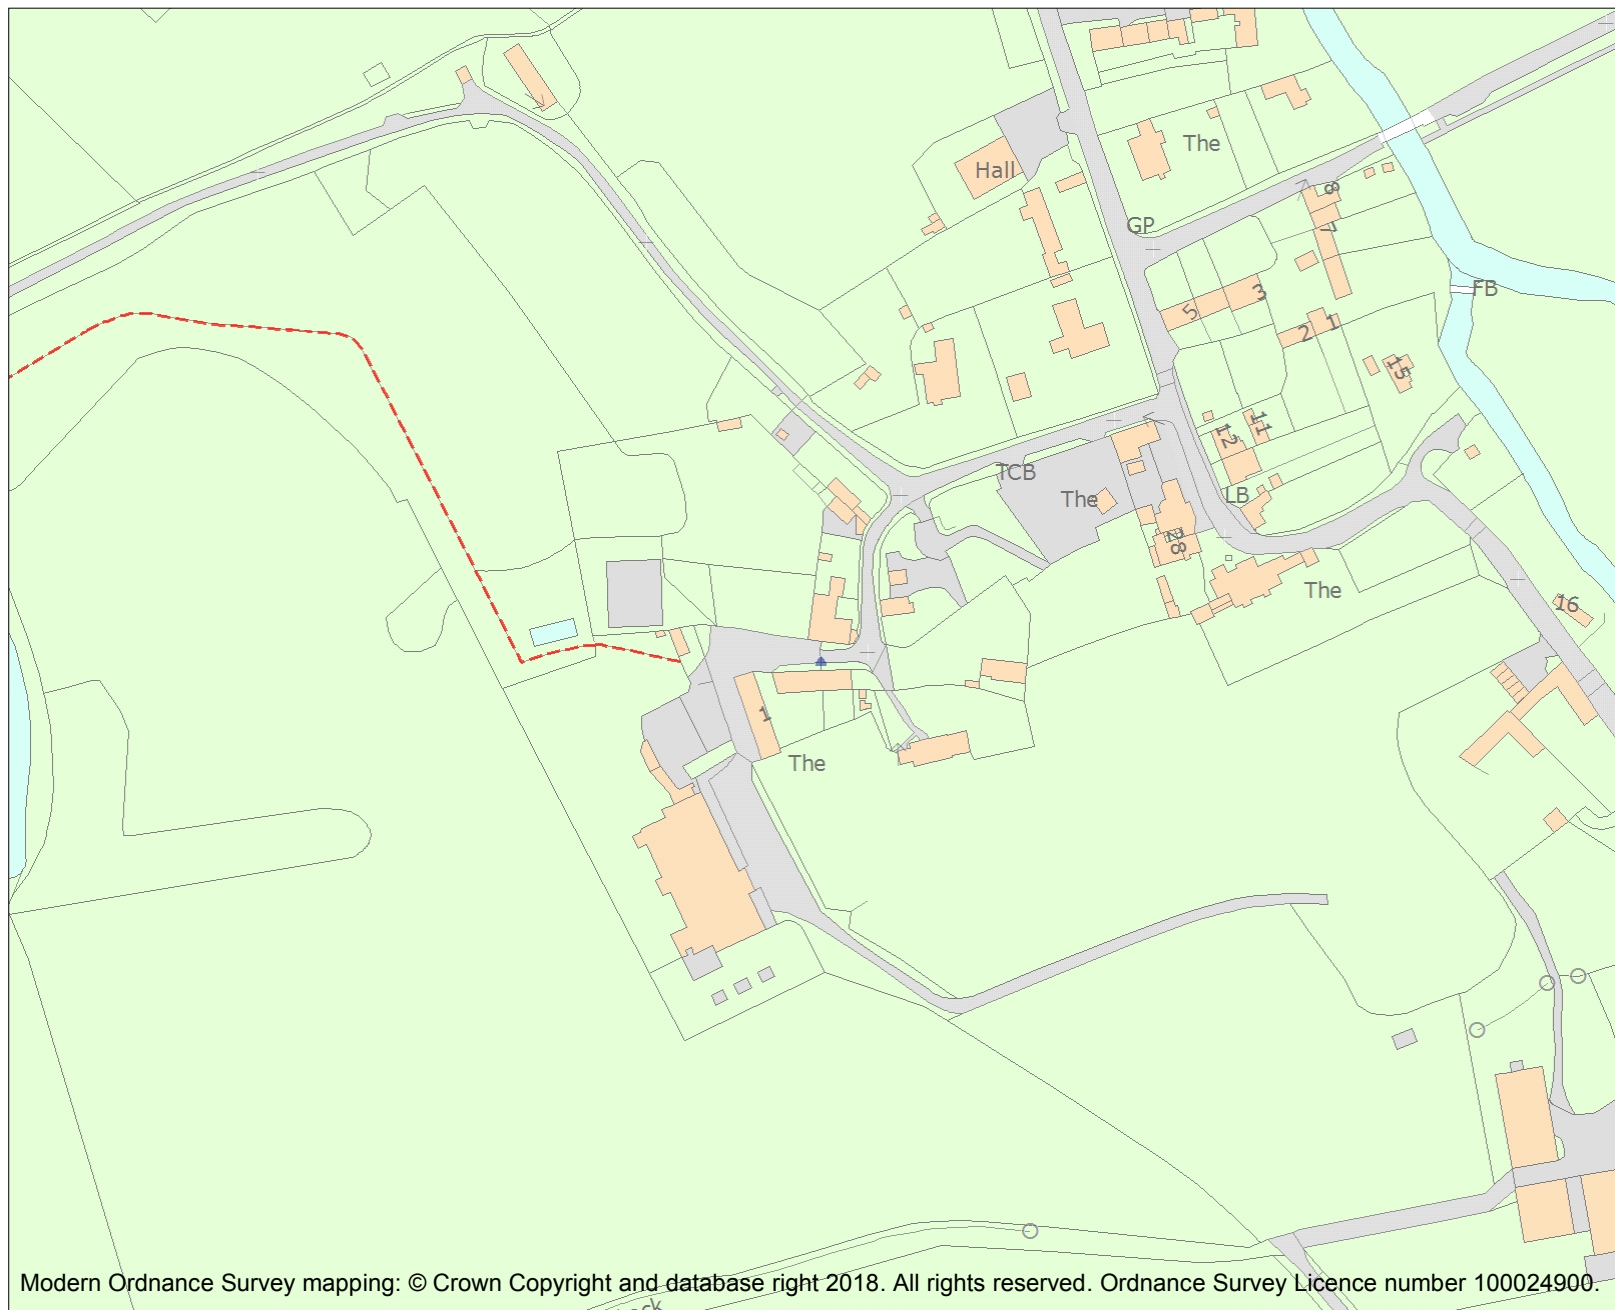 The
Hall
8
GP
7
3
FB
5
1
2
15
11
12
TCB
The
LB
28
The
16
1
The
Modern Ordnance Survey mapping: © Crown Copyright and database right 2018. All rights reserved. Ordnance Survey Licence number 100024900.